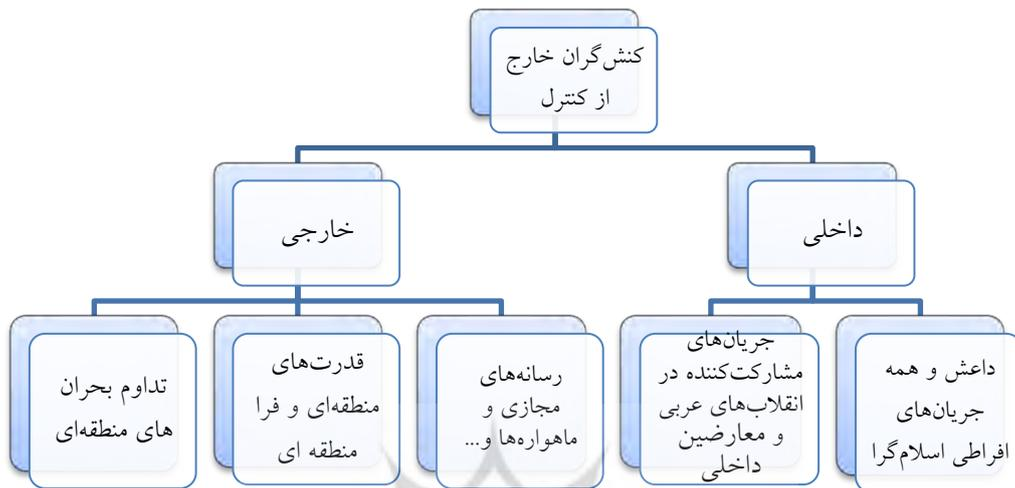 کنش‌گران خارج
از کنترل
داخلی
خارجی
داعش و همه
جریان‌های
افراطی اسلام‌گرا
جریان‌های
مشارکت‌کننده در
انقلاب‌های عربی
و معارضین
داخلی
رسانه‌های
مجازی و
ماهواره‌ها و...
قدرت‌های
منطقه‌ای و فرا
منطقه ای
تداوم بحران
های منطقه‌ای